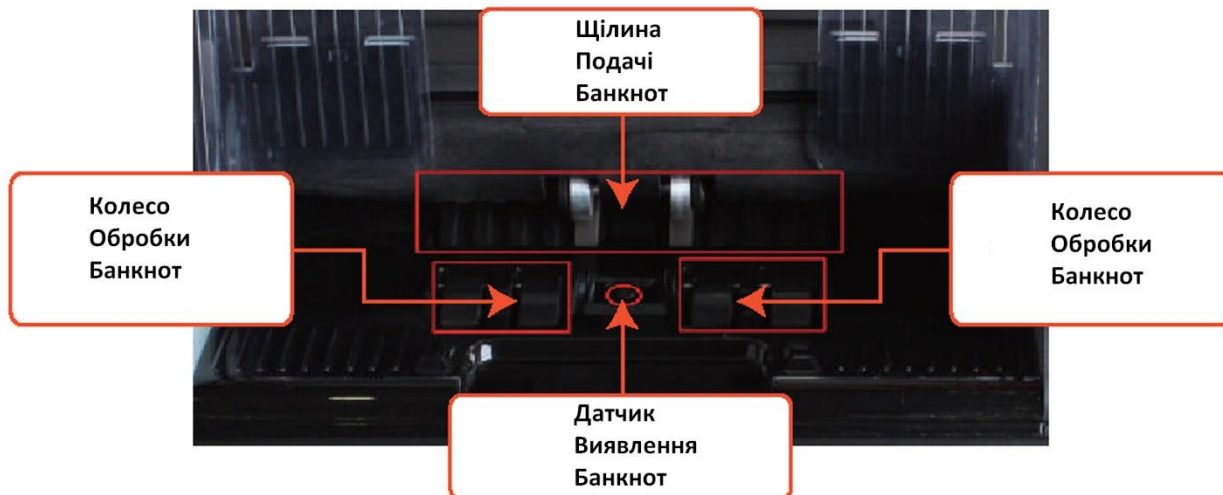 Щілина
Подачі
Банкнот
Колесо
Обробки
Банкнот
Колесо
Обробки
Банкнот
Датчик
Виявлення
Банкнот